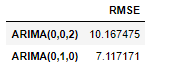 RMSE
ARIMA(0,0,2) 10.167475
ARIMA(0,1,0) 7.117171